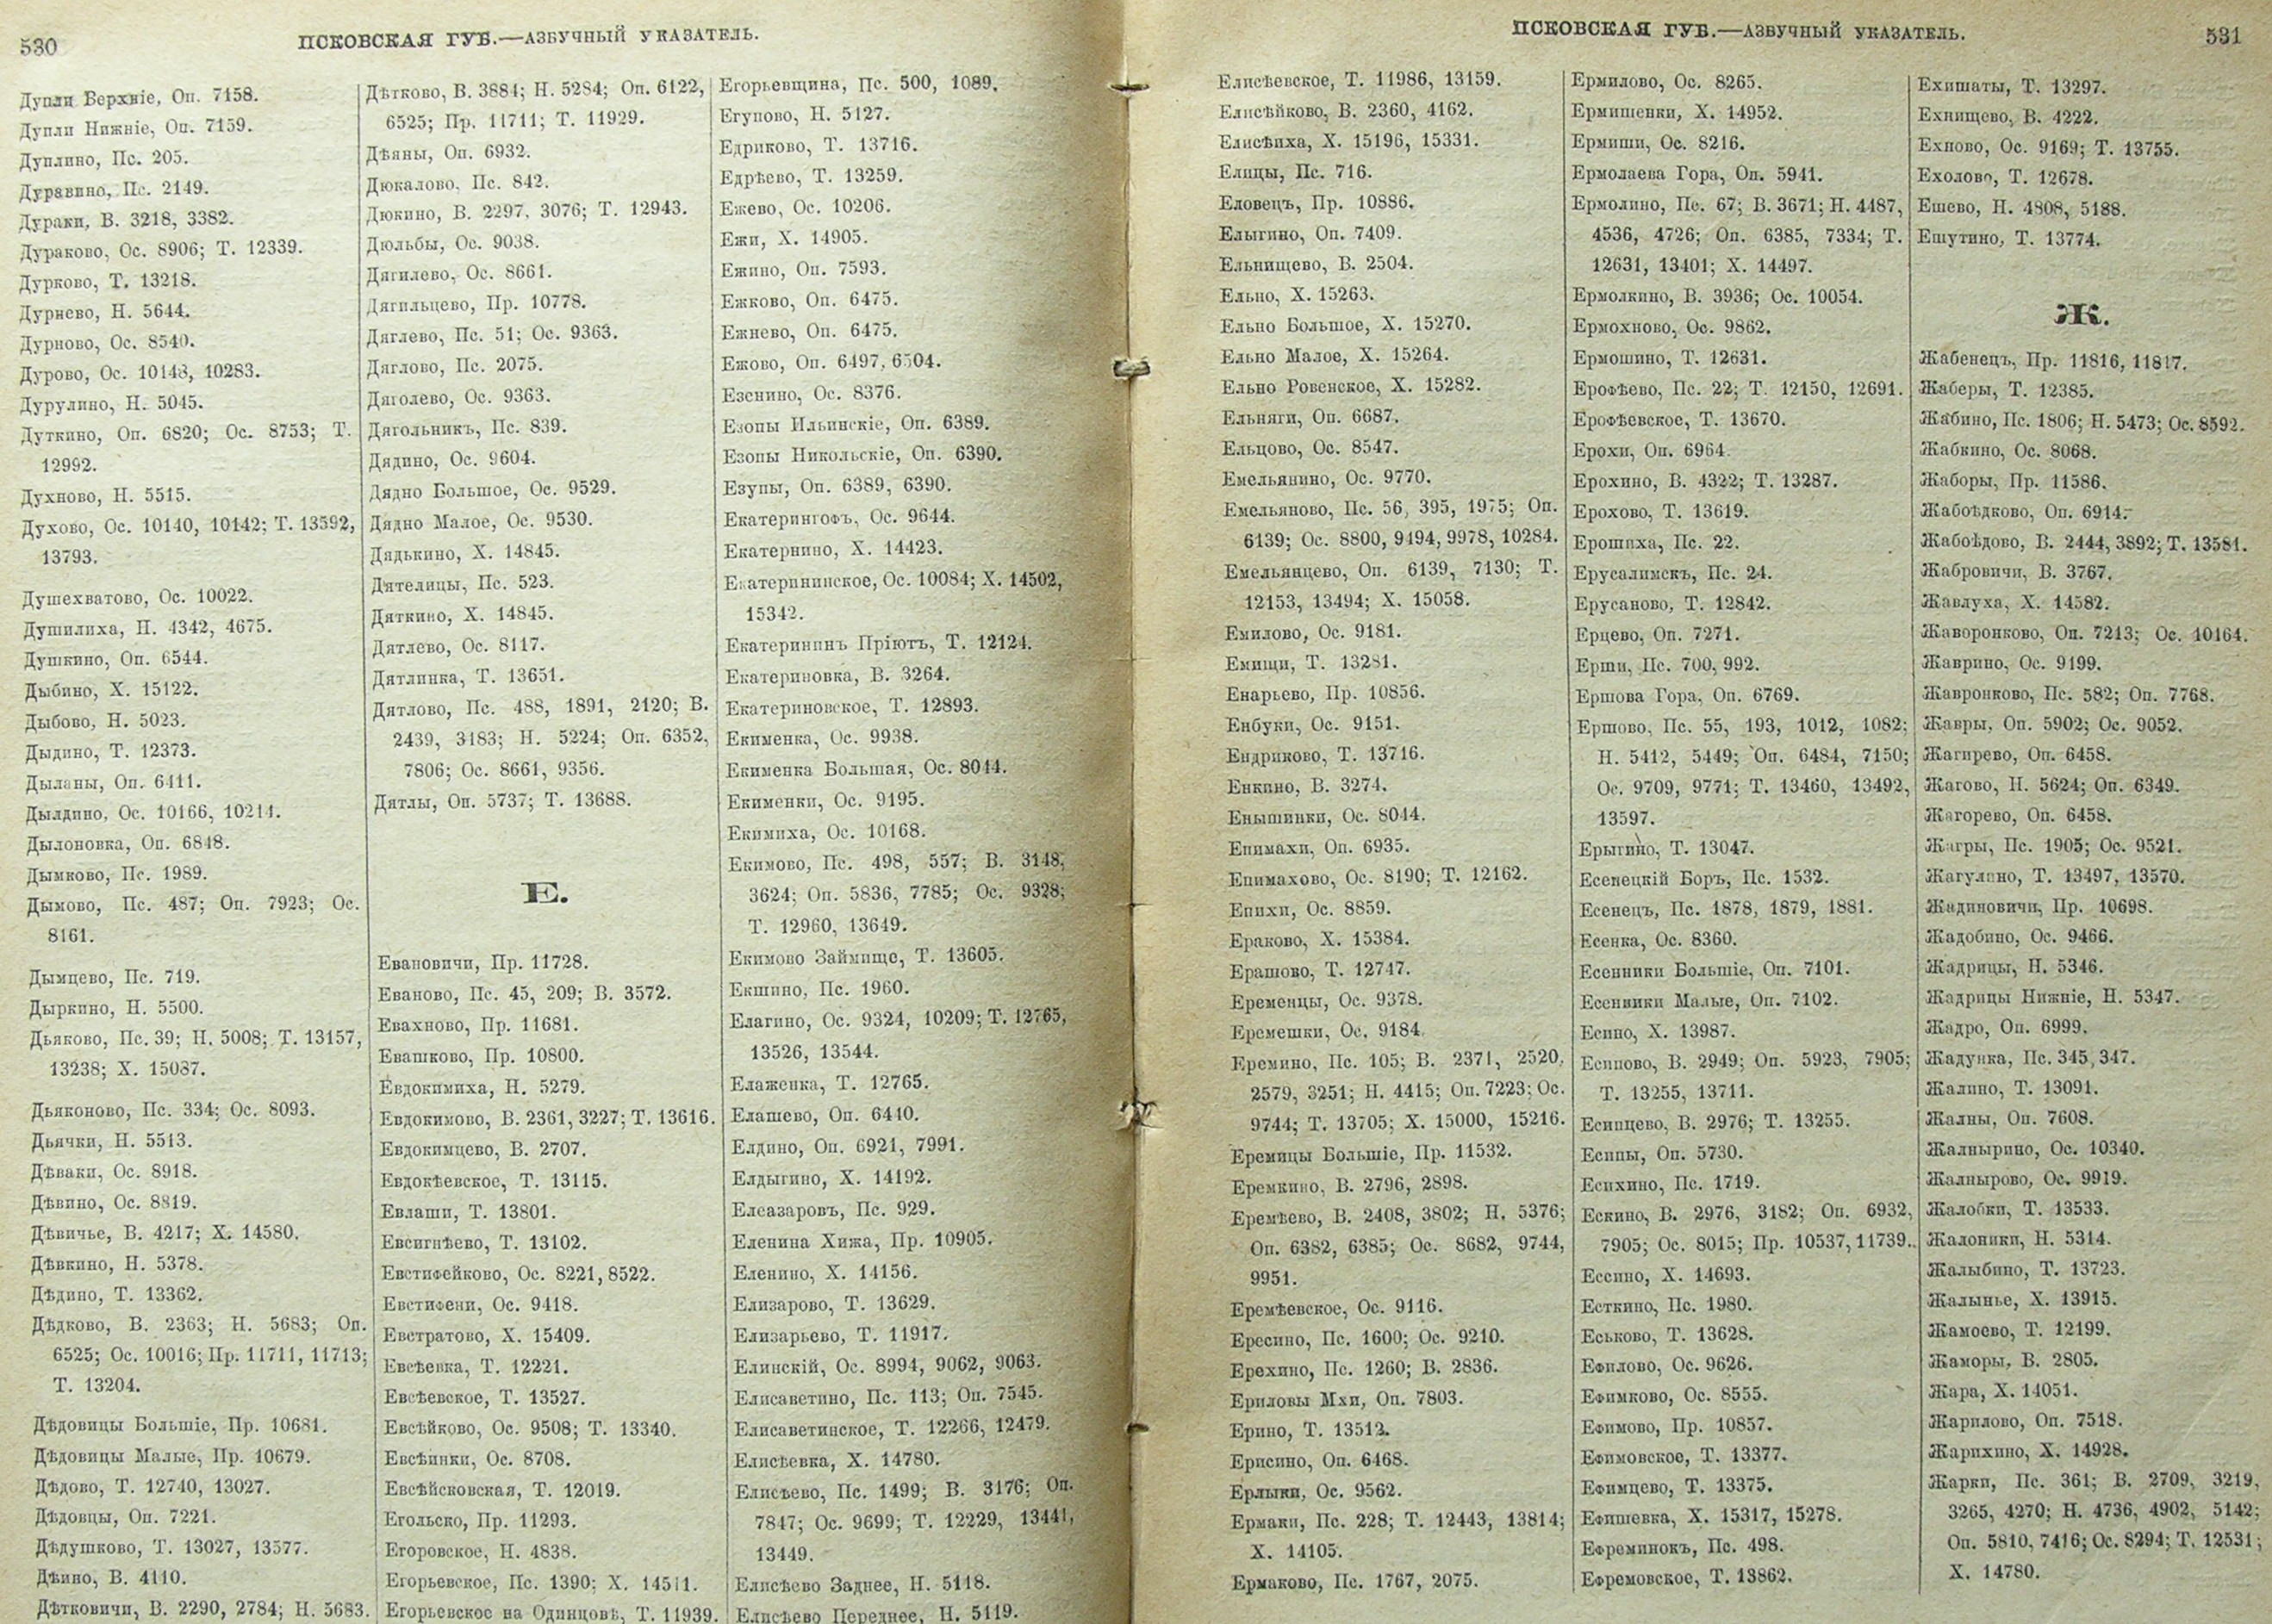 530
ПСКОВСКАЯ ГУБ.—АЗБУЧНЫЙ УКАЗАТЕЛЬ.
Дупли Верхніе, Оп. 7158.
Дупли Нижніе, Оп. 7159.
Дуплино, Пс. 205.
Дуравино, Пс. 2149.
Дураки, В. 3218, 3382.
Дураково, Ос. 8906; Т. 12339.
Дурково, Т. 13218.
Дурнево, Н. 5644.
Дурново, Ос. 8540.
Дурово, Ос. 10148, 10283.
Дурулино, Н. 5045.
Дуткино, Оп. 6820; Ос. 8753; Т.
12992.
Духново, Н. 5515.
Духово, Ос. 10140, 10142; Т. 13592,
13793.
Душехватово, Ос. 10022.
Душилиха, Н. 4342, 4675.
Душкино, Оп. 6544.
Дыбино, Х. 15122.
Дыбово, Н. 5023.
Дыдино, Т. 12373.
Дыланы, Оп. 6411.
Дылдино, Ос. 10166, 10214.
Дылоновка, Оп. 6848.
Дымково, Пс. 1989.
Дымово, Пс. 487; Оп. 7923; Ос.
8161.
Дымцево, Пс. 719.
Дыркино, Н. 5500.
Дьяково, Пс. 39; Н. 5008; Т. 13157,
13238; Х. 15087.
Дьяконово, Пс. 334; Ос. 8093.
Дьячки, Н. 5513.
Дѣваки, Ос. 8918.
Дѣвино, Ос. 8819.
Дѣвичье, В. 4217; Х. 14580.
Дѣвкино, Н. 5378.
Дѣдино, Т. 13362.
Дѣдково, В. 2363; Н. 5683; Оп.
6525; Ос. 10016; Пр. 11711, 11713;
Т. 13204.
Дѣдовицы Большіе, Пр. 10681.
Дѣдовицы Малые, Пр. 10679.
Дѣдово, Т. 12740, 13027.
Дѣдовцы, Оп. 7221.
Дѣдушково, Т. 13027, 13577.
Дѣино, В. 4110.
Дѣтковичи, В. 2290, 2784; Н. 5683.
Дѣтково, В. 3884; Н. 5284; Оп. 6122,
6525; Пр. 11711; Т. 11929.
Дѣяны, Оп. 6932.
Дюкалово, Пс. 842.
Дюкино, В. 2297, 3076; Т. 12943.
Дюльбы, Ос. 9038.
Дягилево, Ос. 8661.
Дягильцево, Пр. 10778.
Дяглево, Пс. 51; Ос. 9363.
Дяглово, Пс. 2075.
Дяголево, Ос. 9363.
Дягольникъ, Пс. 839.
Дядино, Ос. 9604.
Дядно Большое, Ос. 9529.
Дядно Малое, Ос. 9530.
Дядькино, Х. 14845.
Дятелицы, Пс. 523.
Дяткино, Х. 14845.
Дятлево, Ос. 8117.
Дятлинка, Т. 13651.
Дятлово, Пс. 488, 1891, 2120; В.
2439, 3183; Н. 5224; Оп. 6352,
7806; Ос. 8661, 9356.
Дятлы, Оп. 5737; Т. 13688.
Е.
Евановичи, Пр. 11728.
Еваново, Пс. 45, 209; В. 3572.
Евахново, Пр. 11681.
Евашково, Пр. 10800.
Евдокимиха, Н. 5279.
Евдокимово, В. 2361, 3227; Т. 13616.
Евдокимцево, В. 2707.
Евдокѣевское, Т. 13115.
Евлаши, Т. 13801.
Евсигнѣево, Т. 13102.
Евстиѳейково, Ос. 8221, 8522.
Евстиѳени, Ос. 9418.
Евстратово, Х. 15409.
Евсѣевка, Т. 12221.
Евсѣевское, Т. 13527.
Евсѣйково, Ос. 9508; Т. 13340.
Евсѣинки, Ос. 8708.
Евсѣйсковская, Т. 12019.
Егольско, Пр. 11293.
Егоровское, Н. 4838.
Егорьевское, Пс. 1390; Х. 14511.
Егорьевское на Одинцовѣ, Т. 11939.
Егорьевщина, Пс. 500, 1089.
Егупово, Н. 5127.
Едриково, Т. 13716.
Едрѣево, Т. 13259.
Ежево, Ос. 10206.
Ежи, Х. 14905.
Ежино, Оп. 7593.
Ежково, Оп. 6475.
Ежнево, Оп. 6475.
Ежово, Оп. 6497, 6504.
Езснино, Ос. 8376.
Езопы Ильинскіе, Оп. 6389.
Езопы Никольскіе, Оп. 6390.
Езупы, Оп. 6389, 6390.
Екатерингоѳъ, Ос. 9644.
Екатернино, Х. 14423.
Екатерининское, Ос. 10084; Х. 14502,
15342.
Екатерининъ Пріютъ, Т. 12124.
Екатериновка, В. 3264.
Екатериновское, Т. 12893.
Екименка, Ос. 9938.
Екименка Большая, Ос. 8044.
Екименки, Ос. 9195.
Екимиха, Ос. 10168.
Екимово, Пс. 498, 557; В. 3148,
3624; Оп. 5836, 7785; Ос. 9328;
Т. 12960, 13649.
Екимово Займище, Т. 13605.
Екшино, Пс. 1960.
Елагино, Ос. 9324, 10209; Т. 12765,
13526, 13544.
Елаженка, Т. 12765.
Елашево, Оп. 6440.
Елдино, Оп. 6921, 7991.
Елдыгино, Х. 14192.
Елеазаровъ, Пс. 929.
Еленина Хижа, Пр. 10905.
Еленино, Х. 14156.
Елизарово, Т. 13629.
Елизарьево, Т. 11917.
Елинскій, Ос. 8994, 9062, 9063.
Елисаветино, Пс. 113; Оп. 7545.
Елисаветинское, Т. 12266, 12479.
Елисѣевка, Х. 14780.
Елисѣево, Пс. 1499; В. 3176; Оп.
7847; Ос. 9699; Т. 12229, 13441,
13449.
Елисѣево Заднее, Н. 5118.
Елисѣево Переднее, Н. 5119.
ПСКОВСКАЯ ГУБ.—АЗБУЧНЫЙ УКАЗАТЕЛЬ.
531
Елисѣевское, Т. 11986, 13159.
Елисѣйково, В. 2360, 4162.
Елисѣиха, Х. 15196, 15331.
Елицы, Пс. 716.
Еловецъ, Пр. 10886.
Елыгино, Оп. 7409.
Ельнищево, В. 2504.
Ельно, Х. 15263.
Ельно Большое, Х. 15270.
Ельно Малое, Х. 15264.
Ельно Ровенское, Х. 15282.
Ельняги, Оп. 6687.
Ельцово, Ос. 8547.
Емельянино, Ос. 9770.
Емельяново, Пс. 56, 395, 1975; Оп.
6139; Ос. 8800, 9494, 9978, 10284.
Емельянцево, Оп. 6139, 7130; Т.
12153, 13494; Х. 15058.
Емилово, Ос. 9181.
Емищи, Т. 13281.
Енарьево, Пр. 10856.
Енбуки, Ос. 9151.
Ендриково, Т. 13716.
Енкино, В. 3274.
Енышинки, Ос. 8044.
Епимахи, Оп. 6935.
Епимахово, Ос. 8190; Т. 12162.
Епихи, Ос. 8859.
Ераково, Х. 15384.
Ерашово, Т. 12747.
Еременцы, Ос. 9378.
Еремешки, Ос. 9184.
Еремино, Пс. 105; В. 2371, 2520,
2579, 3251; Н. 4415; Оп. 7223; Ос.
9744; Т. 13705; Х. 15000, 15216.
Еремицы Большіе, Пр. 11532.
Еремкино, В. 2796, 2898.
Еремѣево, В. 2408, 3802; Н. 5376;
Оп. 6382, 6385; Ос. 8682, 9744,
9951.
Еремѣевское, Ос. 9116.
Ересино, Пс. 1600; Ос. 9210.
Ерехино, Пс. 1260; В. 2836.
Ериловы Мхи, Оп. 7803.
Ерино, Т. 13512.
Ерисино, Оп. 6468.
Ерлыки, Ос. 9562.
Ермаки, Пс. 228; Т. 12443, 13814;
Х. 14105.
Ермаково, Пс. 1767, 2075.
Ермилово, Ос. 8265.
Ермишенки, Х. 14952.
Ермиши, Ос. 8216.
Ермолаева Гора, Оп. 5941.
Ермолино, Пс. 67; В. 3671; Н. 4487,
4536, 4726; Оп. 6385, 7334; Т.
12631, 13401; Х. 14497.
Ермолкино, В. 3936; Ос. 10054.
Ермохново, Ос. 9862.
Ермошино, Т. 12631.
Ероѳѣево, Пс. 22; Т. 12150, 12691.
Ероѳѣевское, Т. 13670.
Ерохи, Оп. 6964.
Ерохино, В. 4322; Т. 13287.
Ерохово, Т. 13619.
Ерошиха, Пс. 22.
Ерусалимскъ, Пс. 24.
Ерусаново, Т. 12842.
Ерцево, Оп. 7271.
Ерши, Пс. 700, 992.
Ершова Гора, Оп. 6769.
Ершово, Пс. 55, 193, 1012, 1082;
Н. 5412, 5449; Оп. 6484, 7150;
Ос. 9709, 9771; Т. 13460, 13492,
13597.
Ерыгино, Т. 13047.
Есенецкій Боръ, Пс. 1532.
Есенецъ, Пс. 1878, 1879, 1881.
Есенка, Ос. 8360.
Есенники Большіе, Оп. 7101.
Есенники Малые, Оп. 7102.
Есино, Х. 13987.
Есипово, В. 2949; Оп. 5923, 7905;
Т. 13255, 13711.
Есипцево, В. 2976; Т. 13255.
Есипы, Оп. 5730.
Есихино, Пс. 1719.
Ескино, В. 2976, 3182; Оп. 6932,
7905; Ос. 8015; Пр. 10537, 11739.
Ессино, Х. 14693.
Есткино, Пс. 1980.
Еськово, Т. 13628.
Еѳилово, Ос. 9626.
Еѳимково, Ос. 8555.
Еѳимово, Пр. 10857.
Еѳимовское, Т. 13377.
Еѳимцево, Т. 13375.
Еѳишевка, Х. 15317, 15278.
Еѳреминокъ, Пс. 498.
Еѳремовское, Т. 13862.
Ехишаты, Т. 13297.
Ехнищево, В. 4222.
Ехново, Ос. 9169; Т. 13755.
Ехолово, Т. 12678.
Ешево, Н. 4808, 5188.
Ешутино, Т. 13774.
Ж.
Жабенецъ, Пр. 11816, 11817.
Жаберы, Т. 12385.
Жабино, Пс. 1806; Н. 5473; Ос. 8592.
Жабкино, Ос. 8068.
Жаборы, Пр. 11586.
Жабоѣдково, Оп. 6914.
Жабоѣдово, В. 2444, 3892; Т. 13581.
Жабровичи, В. 3767.
Жавлуха, Х. 14582.
Жаворонково, Оп. 7213; Ос. 10164.
Жаврино, Ос. 9199.
Жавронково, Пс. 582; Оп. 7768.
Жавры, Оп. 5902; Ос. 9052.
Жагирево, Оп. 6458.
Жагово, Н. 5624; Оп. 6349.
Жагорево, Оп. 6458.
Жагры, Пс. 1905; Ос. 9521.
Жагулино, Т. 13497, 13570.
Жадиновичи, Пр. 10698.
Жадобино, Ос. 9466.
Жадрицы, Н. 5346.
Жадрицы Нижніе, Н. 5347.
Жадро, Оп. 6999.
Жадунка, Пс. 345, 347.
Жалино, Т. 13091.
Жалны, Оп. 7608.
Жалнырино, Ос. 10340.
Жалнырово, Ос. 9919.
Жалобки, Т. 13533.
Жалоники, Н. 5314.
Жалыбино, Т. 13723.
Жалынье, Х. 13915.
Жамоево, Т. 12199.
Жаморы, В. 2805.
Жара, Х. 14051.
Жарилово, Оп. 7518.
Жарихино, Х. 14928.
Жарки, Пс. 361; В. 2709, 3219,
3265, 4270; Н. 4736, 4902, 5142;
Оп. 5810, 7416; Ос. 8294; Т. 12531;
Х. 14780.